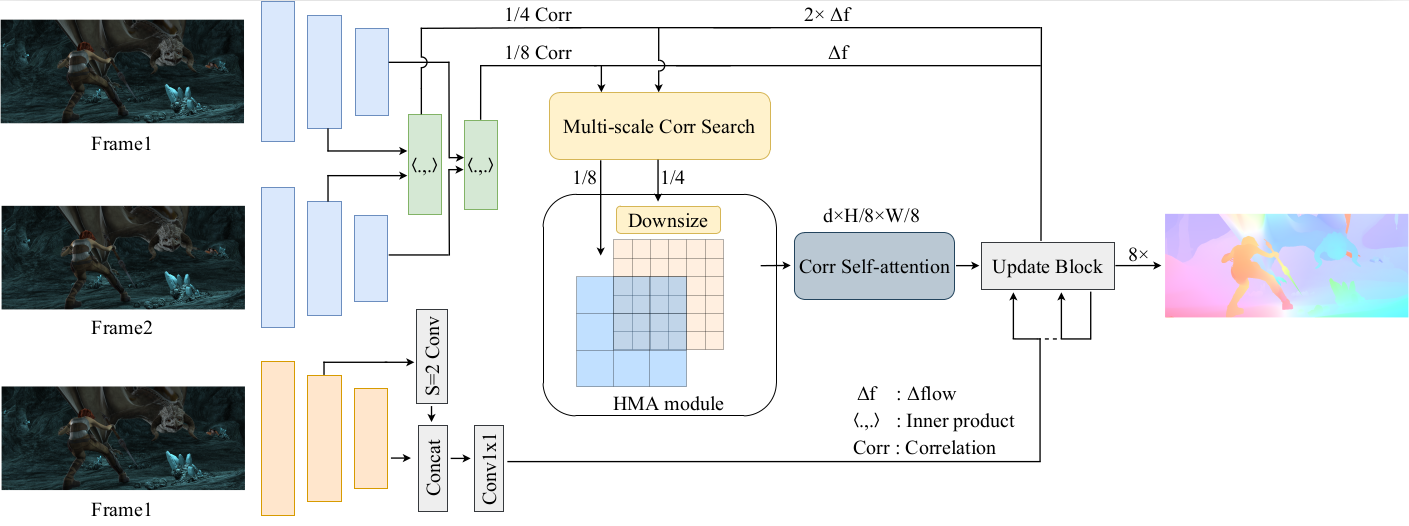 1/4 Corr
2× Δf
1/8 Corr
Δf
Frame1
⟨.,.⟩
⟨.,.⟩
Multi-scale Corr Search
1/8
1/4
Downsize
d×H/8×W/8
Corr Self-attention
Update Block
8×
Frame2
S=2 Conv
HMA module
Δf : Δflow
⟨.,.⟩ : Inner product
Corr : Correlation
Concat
Conv1x1
Frame1